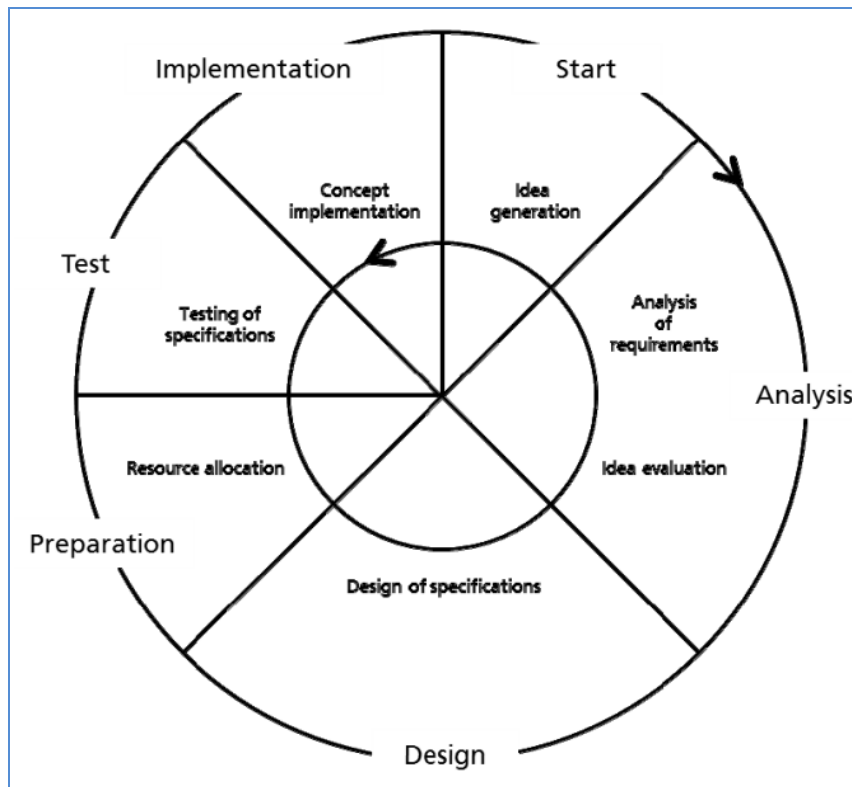 Implementation
Start
Concept
implementation
Idea
generation
Test
Testing of
specifications
Analysis
of
requirements
Analysis
Resource allocation
Idea evaluation
Preparation
Design of specifications
Design